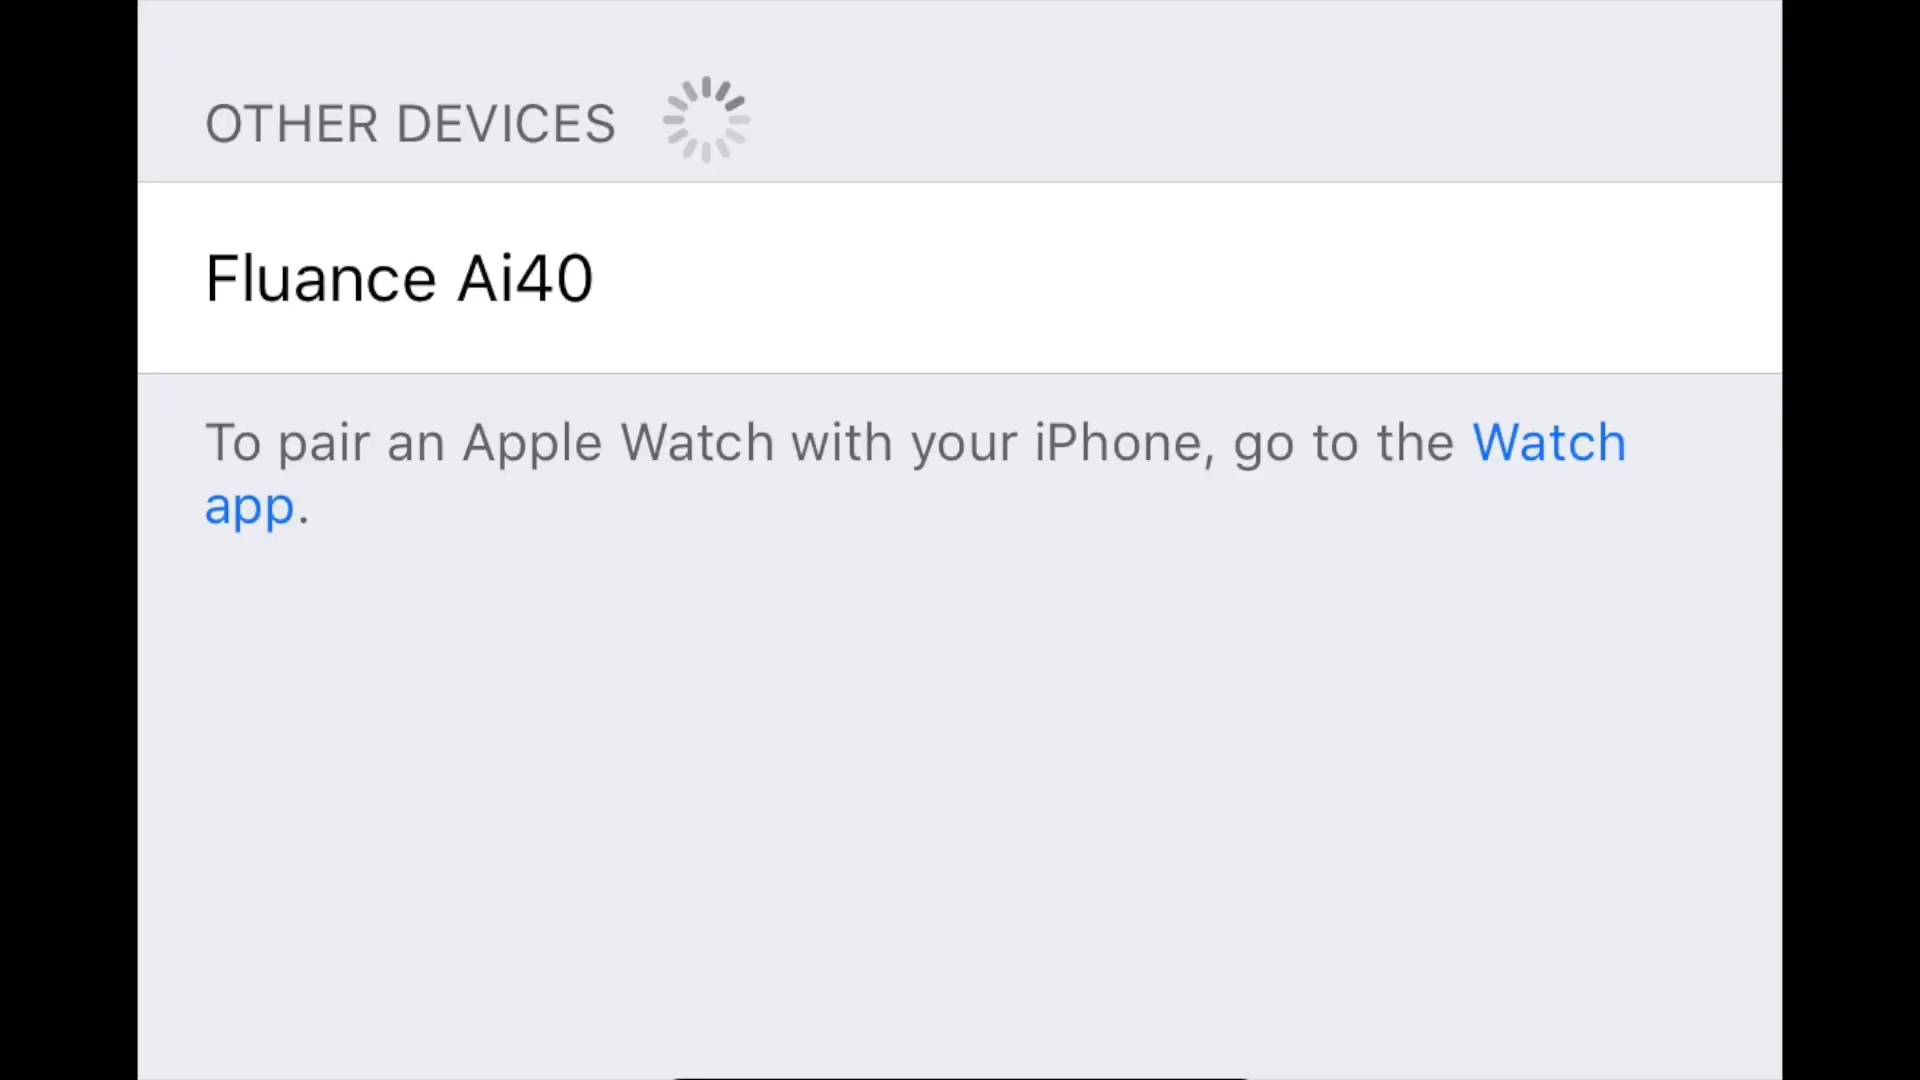 OTHER DEVICES
Fluance Ai40
To pair an Apple Watch with your iPhone, go to the Watch
app.